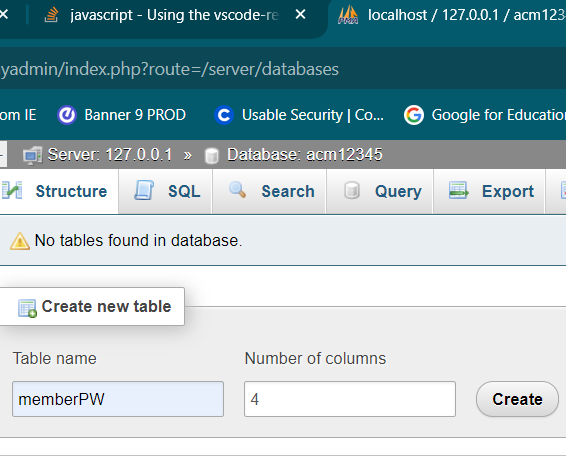 javascript - Using the vscode-re
localhost / 127.0.0.1 / acm123
yadmin/index.php?route=/server/databases
om IE Banner 9 PROD Usable Security | Co... Google for Education
Server: 127.0.0.1 » Database: acm12345
Structure SQL Search Query Export
No tables found in database.
Create new table
Table name Number of columns
memberPW 4 Create